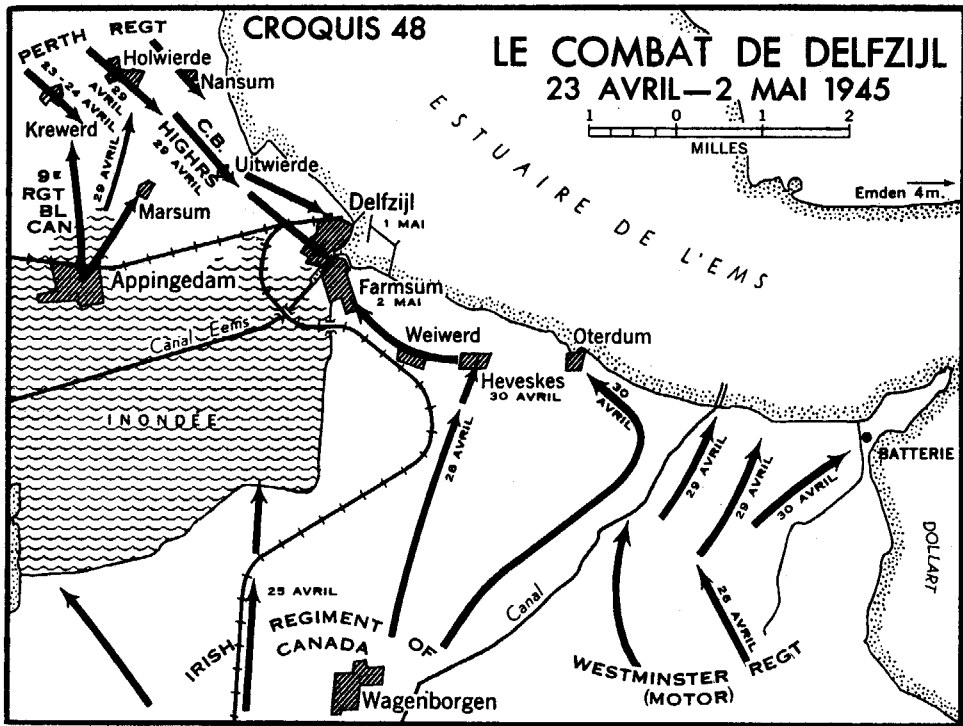 CROQUIS 48
LE COMBAT DE DELFZIJL
23 AVRIL—2 MAI 1945
1 0 1 2
MILLES
PERTH REGT
23-24 AVRIL
29 AVRIL
Holwierde
Nansum
Krewerd
C.B. HIGHRS
29 AVRIL
29 AVRIL
Uitwierde
9E
RGT
BL
CAN
Marsum
Delfzijl
1 MAI
ESTUAIRE DE L'EMS
Emden 4m.
Appingedam
Farmsum
2 MAI
Canal Eems
Weiwerd
Oterdum
Heveskes
30 AVRIL
30 AVRIL
INONDÉE
28 AVRIL
29 AVRIL
29 AVRIL
30 AVRIL
BATTERIE
DOLLART
25 AVRIL
IRISH REGIMENT OF
CANADA
Canal
26 AVRIL
WESTMINSTER REGT
(MOTOR)
Wagenborgen